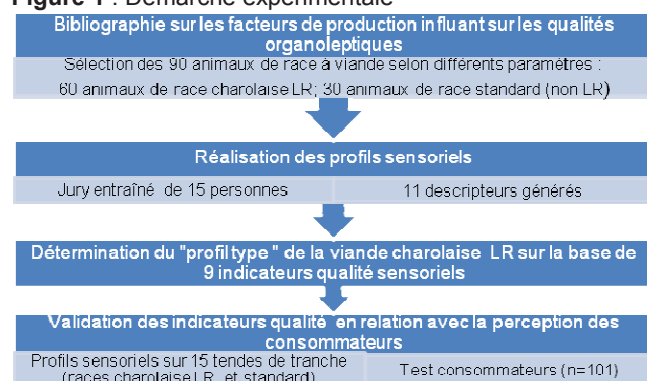 Figure 1 : Démarche expérimentale
Bibliographie sur les facteurs de production influant sur les qualités
organoleptiques
Sélection des 90 animaux de race à viande selon différents paramètres :
60 animaux de race charolaise LR; 30 animaux de race standard (non LR)
Réalisation des profils sensoriels
Jury entraîné de 15 personnes
11 descripteurs générés
Détermination du "profil type " de la viande charolaise LR sur la base de
9 indicateurs qualité sensoriels
Validation des indicateurs qualité en relation avec la perception des
consommateurs
Profils sensoriels sur 15 tendes de tranche
(races charolaise LR et standard)
Test consommateurs (n=101)